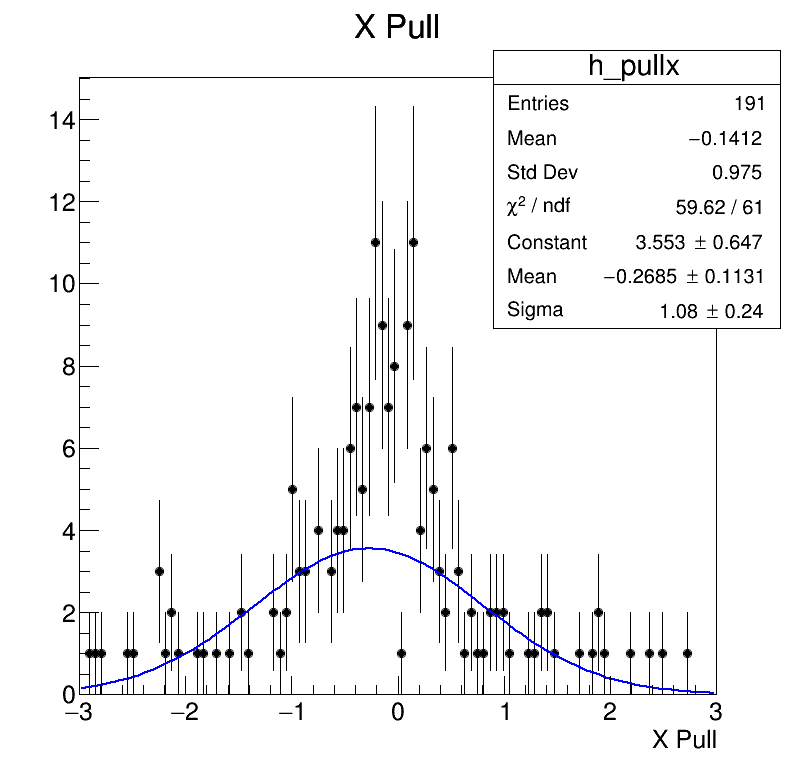 X Pull
h_pullx
Entries 191
Mean −0.1412
Std Dev 0.975
χ² / ndf 59.62 / 61
Constant 3.553 ± 0.647
Mean −0.2685 ± 0.1131
Sigma 1.08 ± 0.24
14
12
10
8
6
4
2
0
−3 −2 −1 0 1 2 3
X Pull